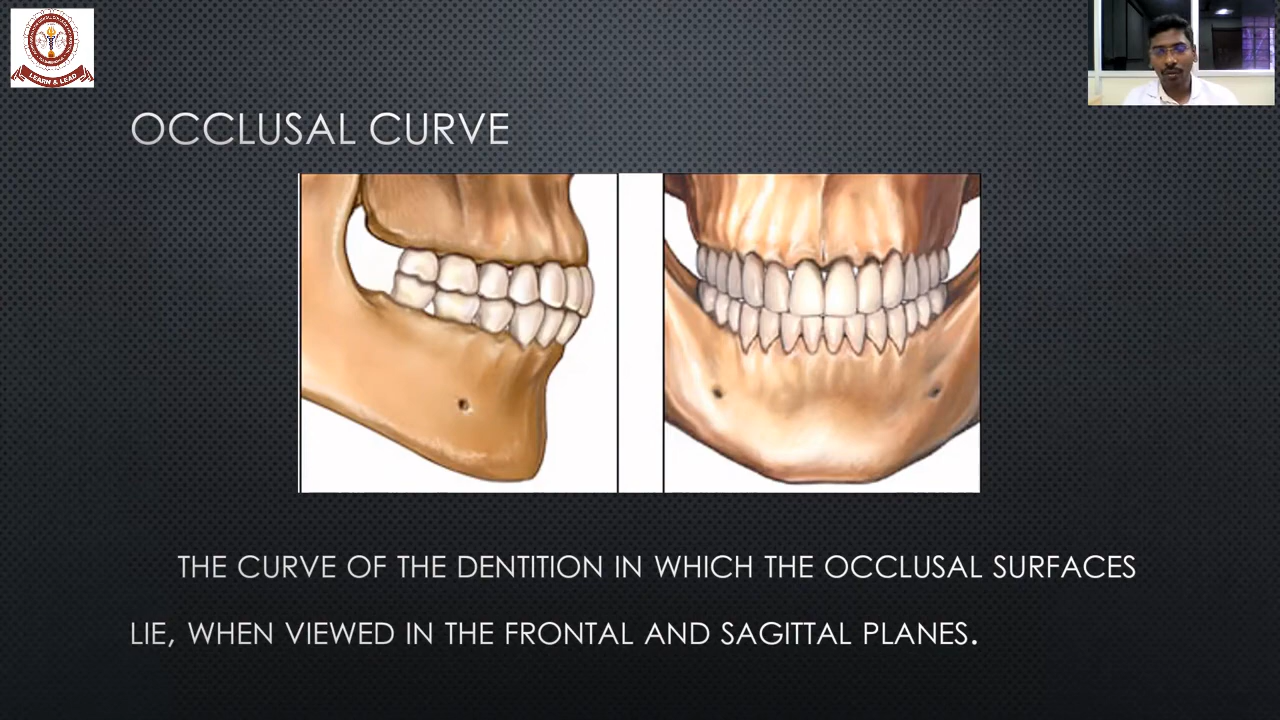 LEARN & LEAD
OCCLUSAL CURVE
THE CURVE OF THE DENTITION IN WHICH THE OCCLUSAL SURFACES
LIE, WHEN VIEWED IN THE FRONTAL AND SAGITTAL PLANES.